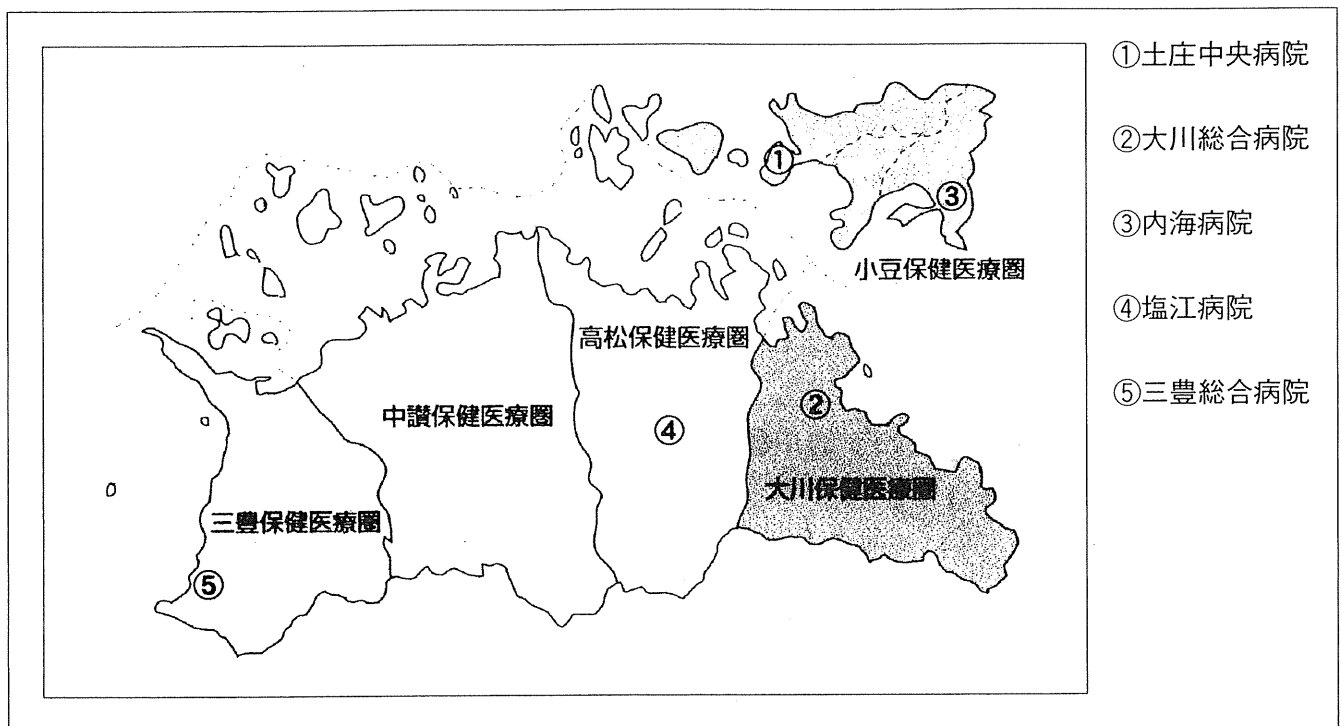 ①土庄中央病院
②大川総合病院
③内海病院
④塩江病院
⑤三豊総合病院
①
③
小豆保健医療圏
高松保健医療圏
中讃保健医療圏
②
④
大川保健医療圏
三豊保健医療圏
⑤